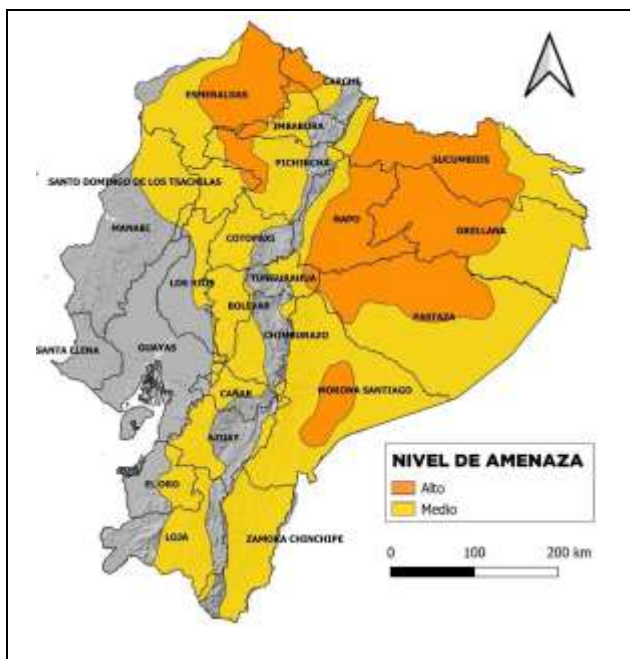 CARCHI
ESMERALDAS
IMBABURA
PICHINCHA
SUCUMBIOS
SANTO DOMINGO DE LOS TSACHILAS
NAPO
MANABI
ORELLANA
COTOPAXI
LOS RIOS
TUNGURAHUA
BOLIVAR
PASTAZA
CHIMBORAZO
SANTA ELENA
GUAYAS
MORONA SANTIAGO
CAÑAR
AZUAY
NIVEL DE AMENAZA
EL ORO
Alto
Medio
LOJA
ZAMORA CHINCHIPE
0 100 200 km